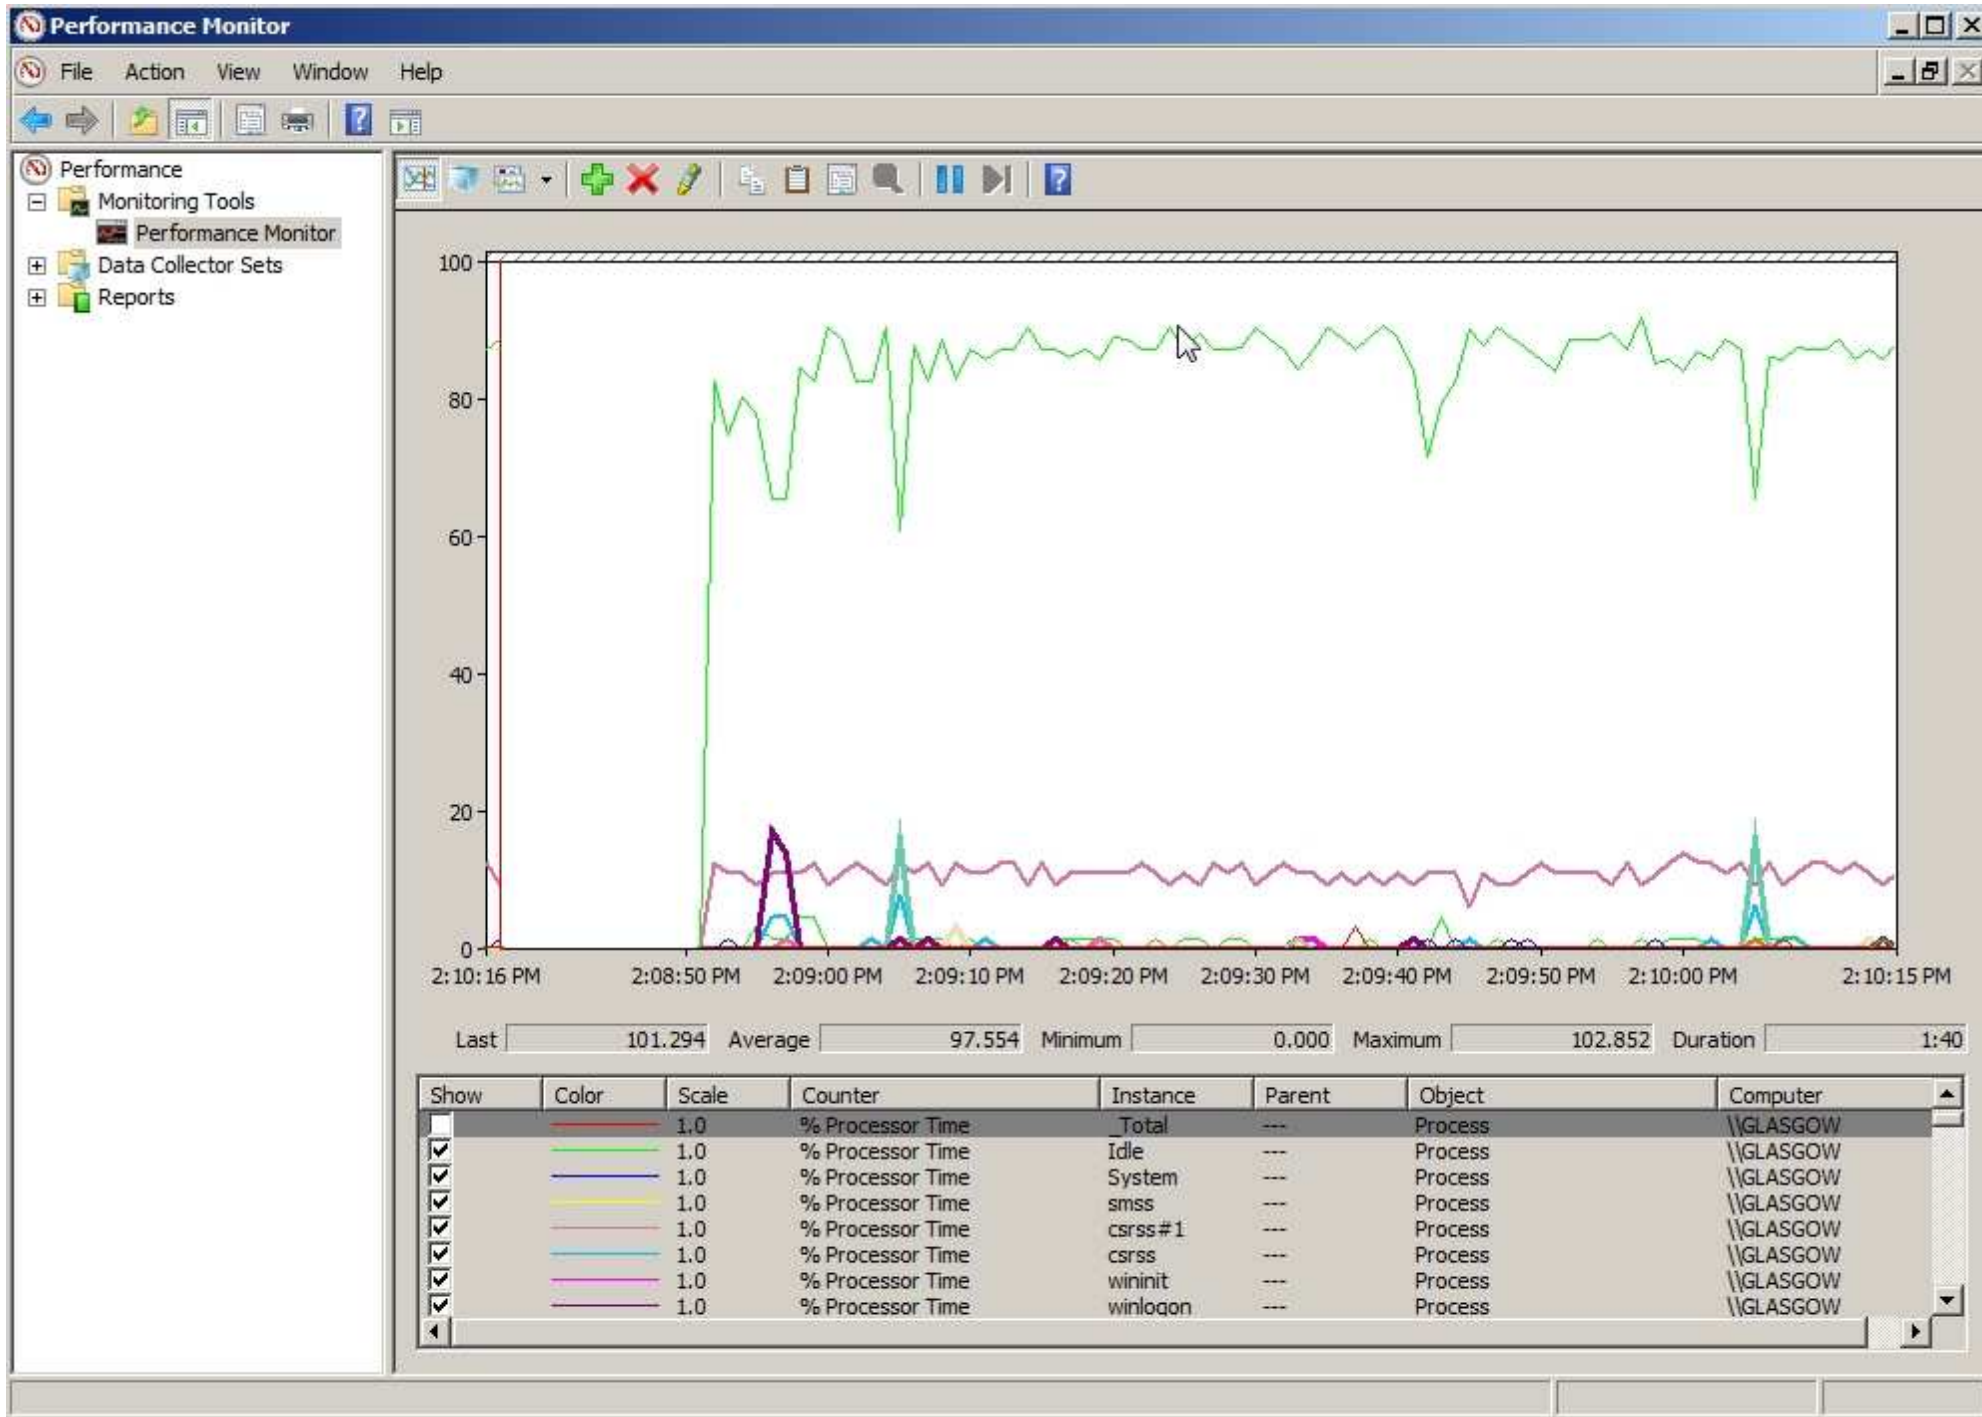 Performance Monitor
File Action View Window Help
Performance
Monitoring Tools
Performance Monitor
Data Collector Sets
Reports
100
80
60
40
20
0
2:10:16 PM 2:08:50 PM 2:09:00 PM 2:09:10 PM 2:09:20 PM 2:09:30 PM 2:09:40 PM 2:09:50 PM 2:10:00 PM 2:10:15 PM
Last 101.294 Average 97.554 Minimum 0.000 Maximum 102.852 Duration 1:40
Show Color Scale Counter Instance Parent Object Computer
1.0 % Processor Time _Total --- Process \\GLASGOW
1.0 % Processor Time Idle --- Process \\GLASGOW
1.0 % Processor Time System --- Process \\GLASGOW
1.0 % Processor Time smss --- Process \\GLASGOW
1.0 % Processor Time csrss#1 --- Process \\GLASGOW
1.0 % Processor Time csrss --- Process \\GLASGOW
1.0 % Processor Time wininit --- Process \\GLASGOW
1.0 % Processor Time winlogon --- Process \\GLASGOW